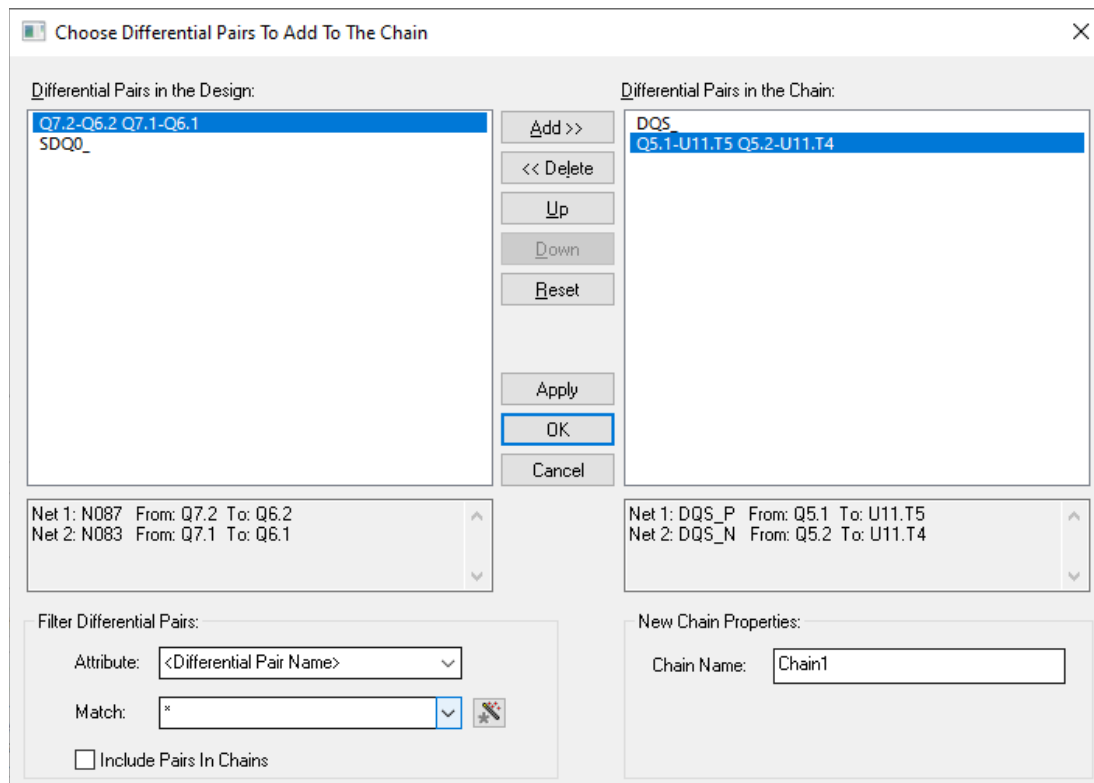 Choose Differential Pairs To Add To The Chain
Differential Pairs in the Design:
Q7.2-Q6.2 Q7.1-Q6.1
SDQ0_
Add >>
<< Delete
Up
Down
Reset
Apply
OK
Cancel
Differential Pairs in the Chain:
DQS_
Q5.1-U11.T5 Q5.2-U11.T4
Net 1: N087 From: Q7.2 To: Q6.2
Net 2: N083 From: Q7.1 To: Q6.1
Net 1: DQS_P From: Q5.1 To: U11.T5
Net 2: DQS_N From: Q5.2 To: U11.T4
Filter Differential Pairs:
Attribute: <Differential Pair Name>
Match: *
Include Pairs In Chains
New Chain Properties:
Chain Name: Chain1